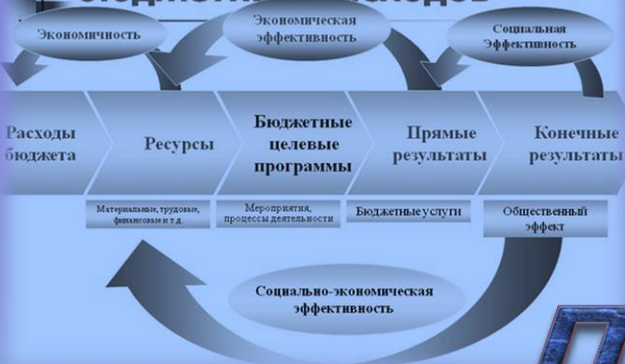 Экономичность
Экономическая
эффективность
Социальная
Эффективность
Расходы
бюджета
Ресурсы
Бюджетные
целевые
программы
Прямые
результаты
Конечные
результаты
Материальные, трудовые,
финансовые и т.д.
Мероприятия,
процессы деятельности
Бюджетные услуги
Общественный
эффект
Социально-экономическая
эффективность
П